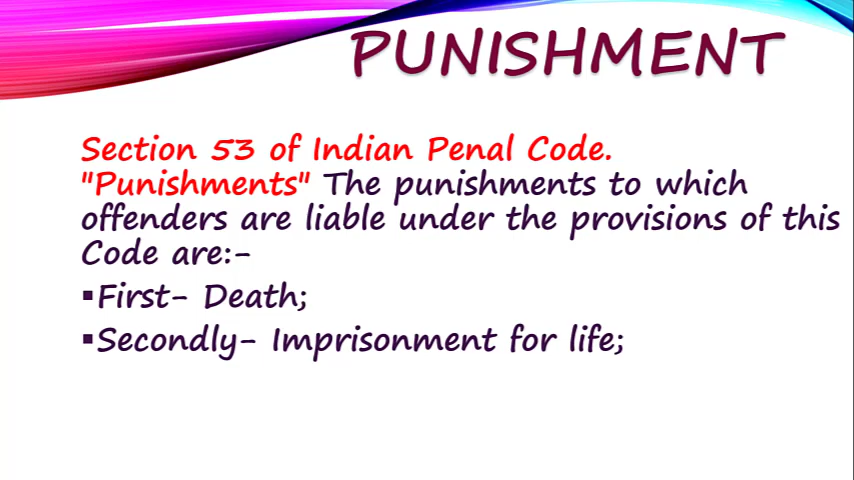 PUNISHMENT
Section 53 of Indian Penal Code.
"Punishments" The punishments to which
offenders are liable under the provisions of this
Code are:-
▪First- Death;
▪Secondly- Imprisonment for life;